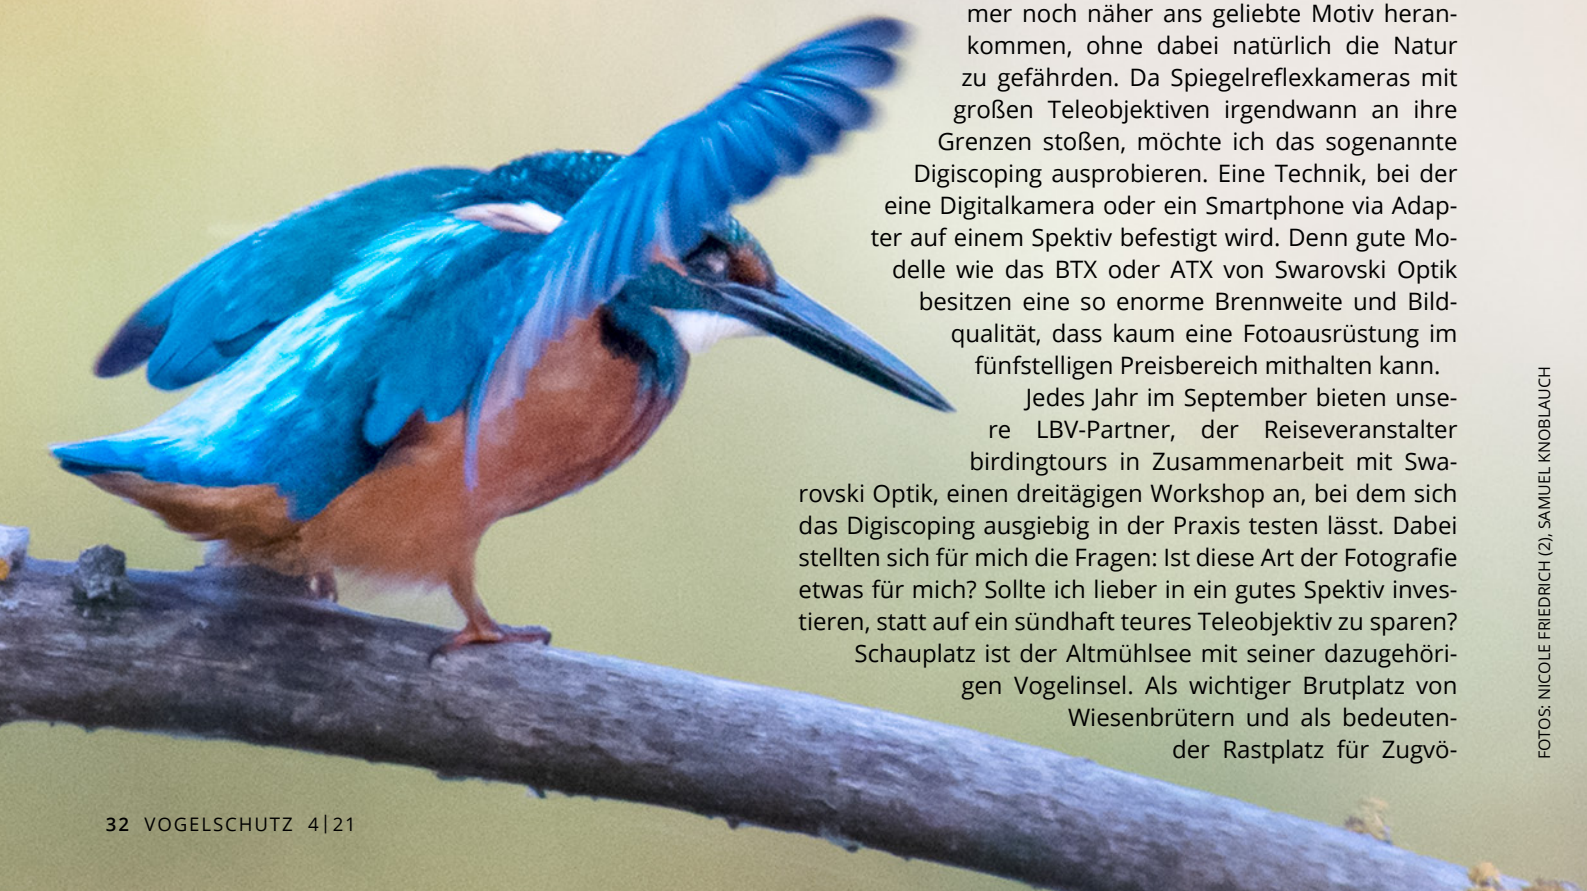 mer noch näher ans geliebte Motiv heran-
kommen, ohne dabei natürlich die Natur
zu gefährden. Da Spiegelreflexkameras mit
großen Teleobjektiven irgendwann an ihre
Grenzen stoßen, möchte ich das sogenannte
Digiscoping ausprobieren. Eine Technik, bei der
eine Digitalkamera oder ein Smartphone via Adap-
ter auf einem Spektiv befestigt wird. Denn gute Mo-
delle wie das BTX oder ATX von Swarovski Optik
besitzen eine so enorme Brennweite und Bild-
qualität, dass kaum eine Fotoausrüstung im
fünfstelligen Preisbereich mithalten kann.
Jedes Jahr im September bieten unse-
re LBV-Partner, der Reiseveranstalter
birdingtours in Zusammenarbeit mit Swa-
rovski Optik, einen dreitägigen Workshop an, bei dem sich
das Digiscoping ausgiebig in der Praxis testen lässt. Dabei
stellten sich für mich die Fragen: Ist diese Art der Fotografie
etwas für mich? Sollte ich lieber in ein gutes Spektiv inves-
tieren, statt auf ein sündhaft teures Teleobjektiv zu sparen?
Schauplatz ist der Altmühlsee mit seiner dazugehöri-
gen Vogelinsel. Als wichtiger Brutplatz von
Wiesenbrütern und als bedeuten-
der Rastplatz für Zugvö-
FOTOS: NICOLE FRIEDRICH (2), SAMUEL KNOBLAUCH
32 VOGELSCHUTZ 4|21